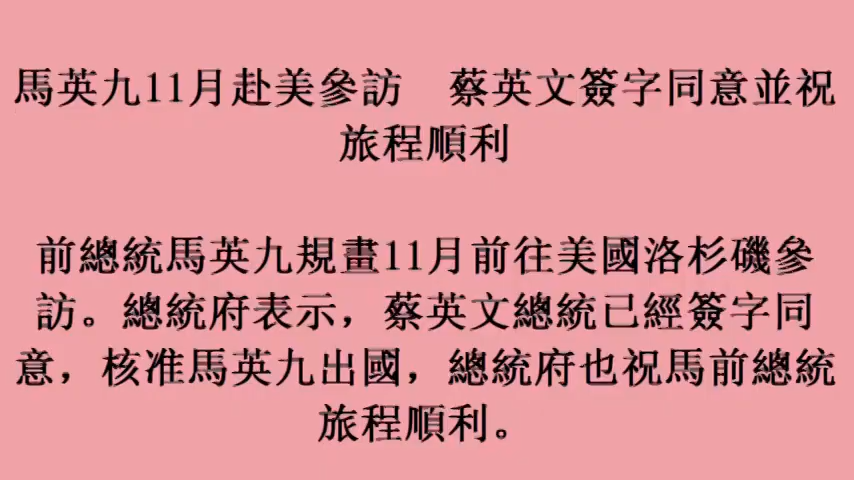 馬英九11月赴美參訪　蔡英文簽字同意並祝
旅程順利
前總統馬英九規畫11月前往美國洛杉磯參
訪。總統府表示，蔡英文總統已經簽字同
意，核准馬英九出國，總統府也祝馬前總統
旅程順利。